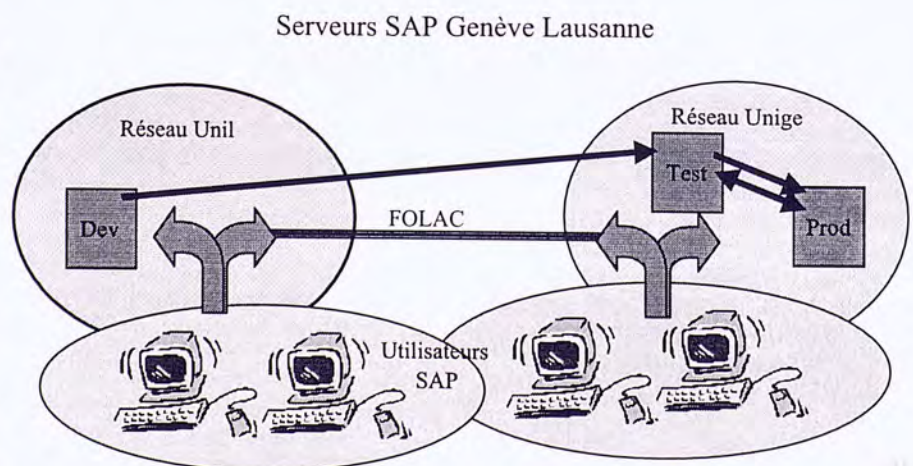 Serveurs SAP Genève Lausanne
Réseau Unil
Réseau Unige
Test
Dev
FOLAC
Prod
Utilisateurs
SAP